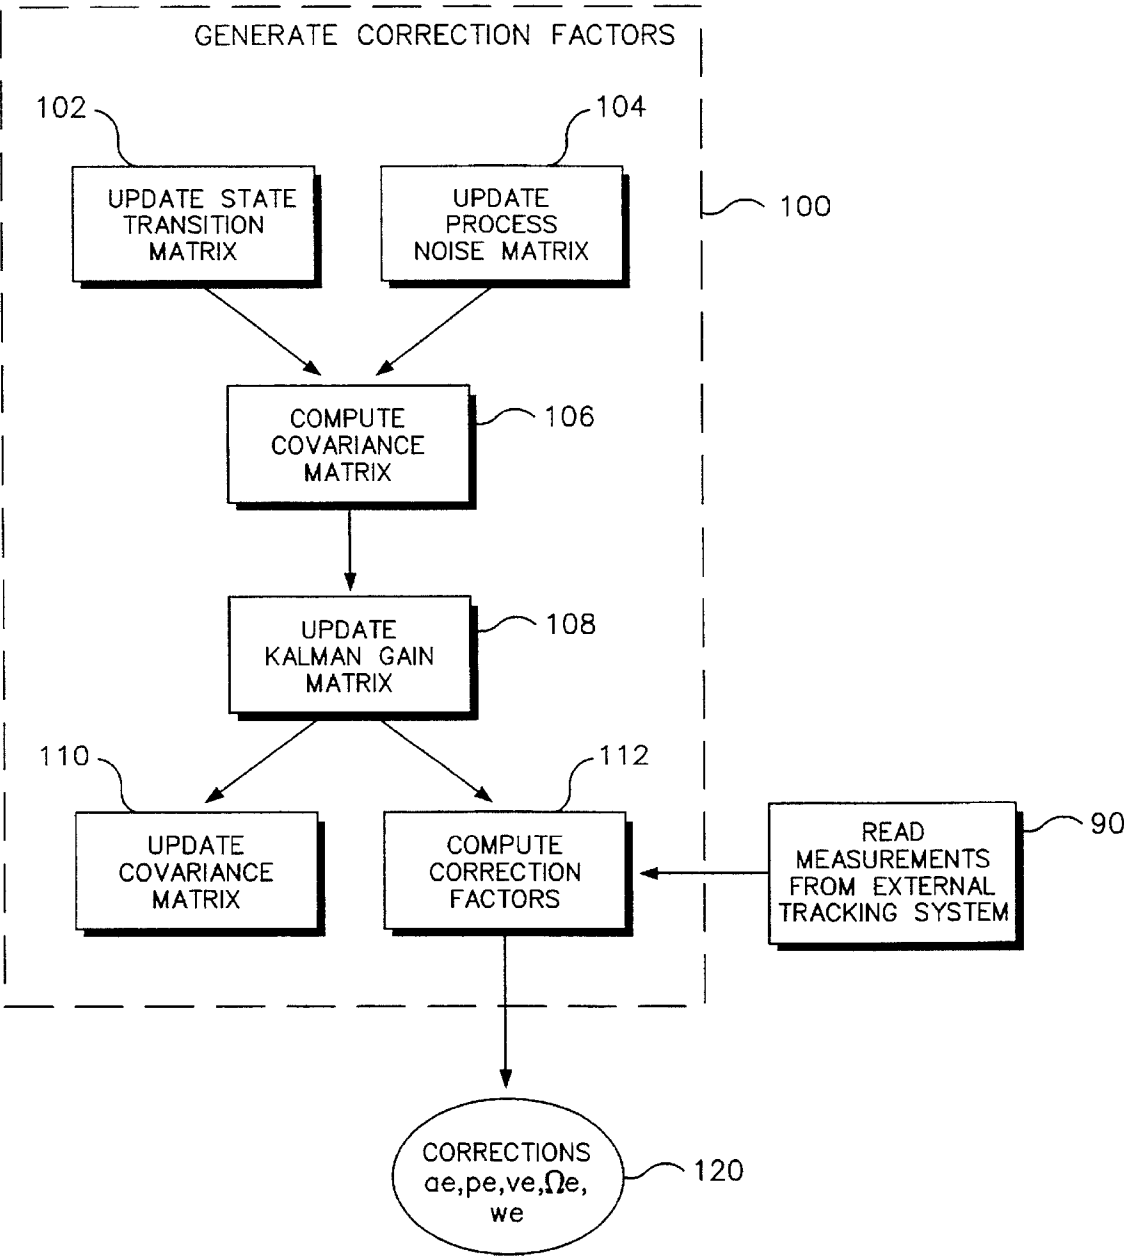 GENERATE CORRECTION FACTORS
102
104
UPDATE STATE
TRANSITION
MATRIX
UPDATE
PROCESS
NOISE MATRIX
100
COMPUTE
COVARIANCE
MATRIX
106
UPDATE
KALMAN GAIN
MATRIX
108
110
112
UPDATE
COVARIANCE
MATRIX
COMPUTE
CORRECTION
FACTORS
READ
MEASUREMENTS
FROM EXTERNAL
TRACKING SYSTEM
90
CORRECTIONS
ae,pe,ve,Ωe,
we
120